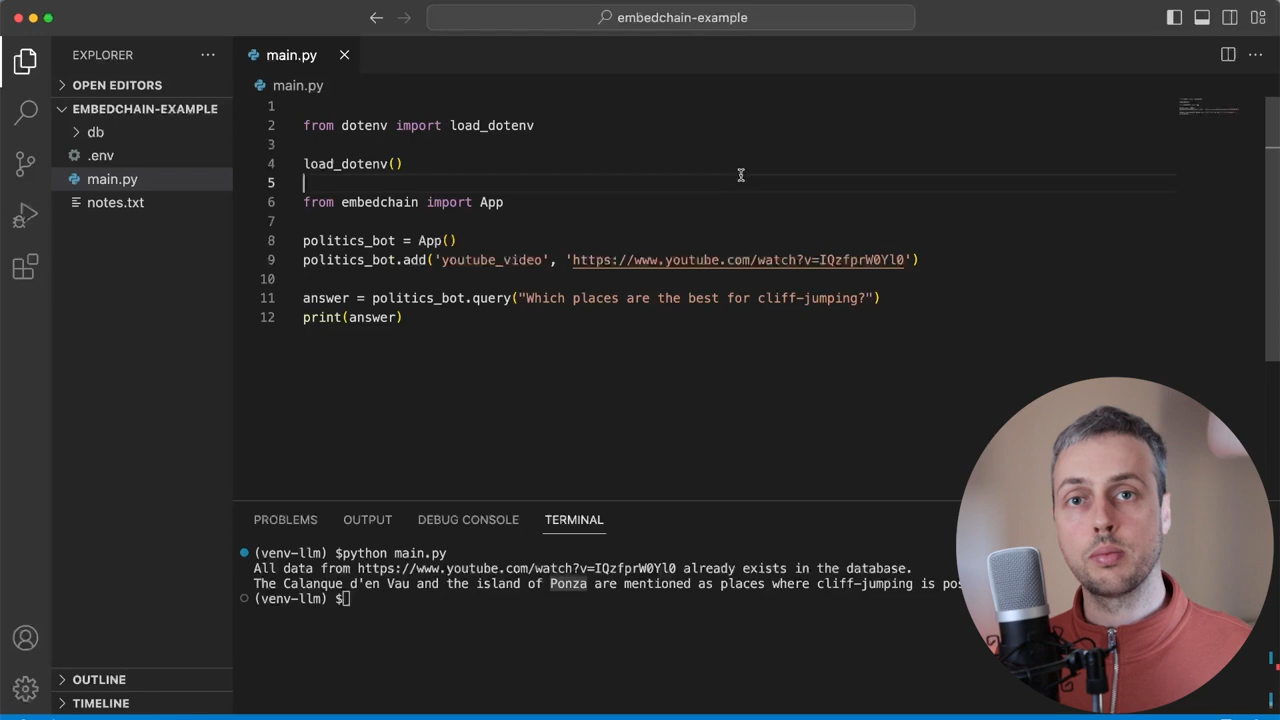 embedchain-example
EXPLORER
main.py
OPEN EDITORS
main.py
EMBEDCHAIN-EXAMPLE
db
.env
main.py
notes.txt
1
2 from dotenv import load_dotenv
3
4 load_dotenv()
5
6 from embedchain import App
7
8 politics_bot = App()
9 politics_bot.add('youtube_video', 'https://www.youtube.com/watch?v=IQzfprW0Yl0')
10
11 answer = politics_bot.query("Which places are the best for cliff-jumping?")
12 print(answer)
PROBLEMS OUTPUT DEBUG CONSOLE TERMINAL
(venv-llm) $python main.py
All data from https://www.youtube.com/watch?v=IQzfprW0Yl0 already exists in the database.
The Calanque d'en Vau and the island of Ponza are mentioned as places where cliff-jumping is pos
(venv-llm) $
OUTLINE
TIMELINE